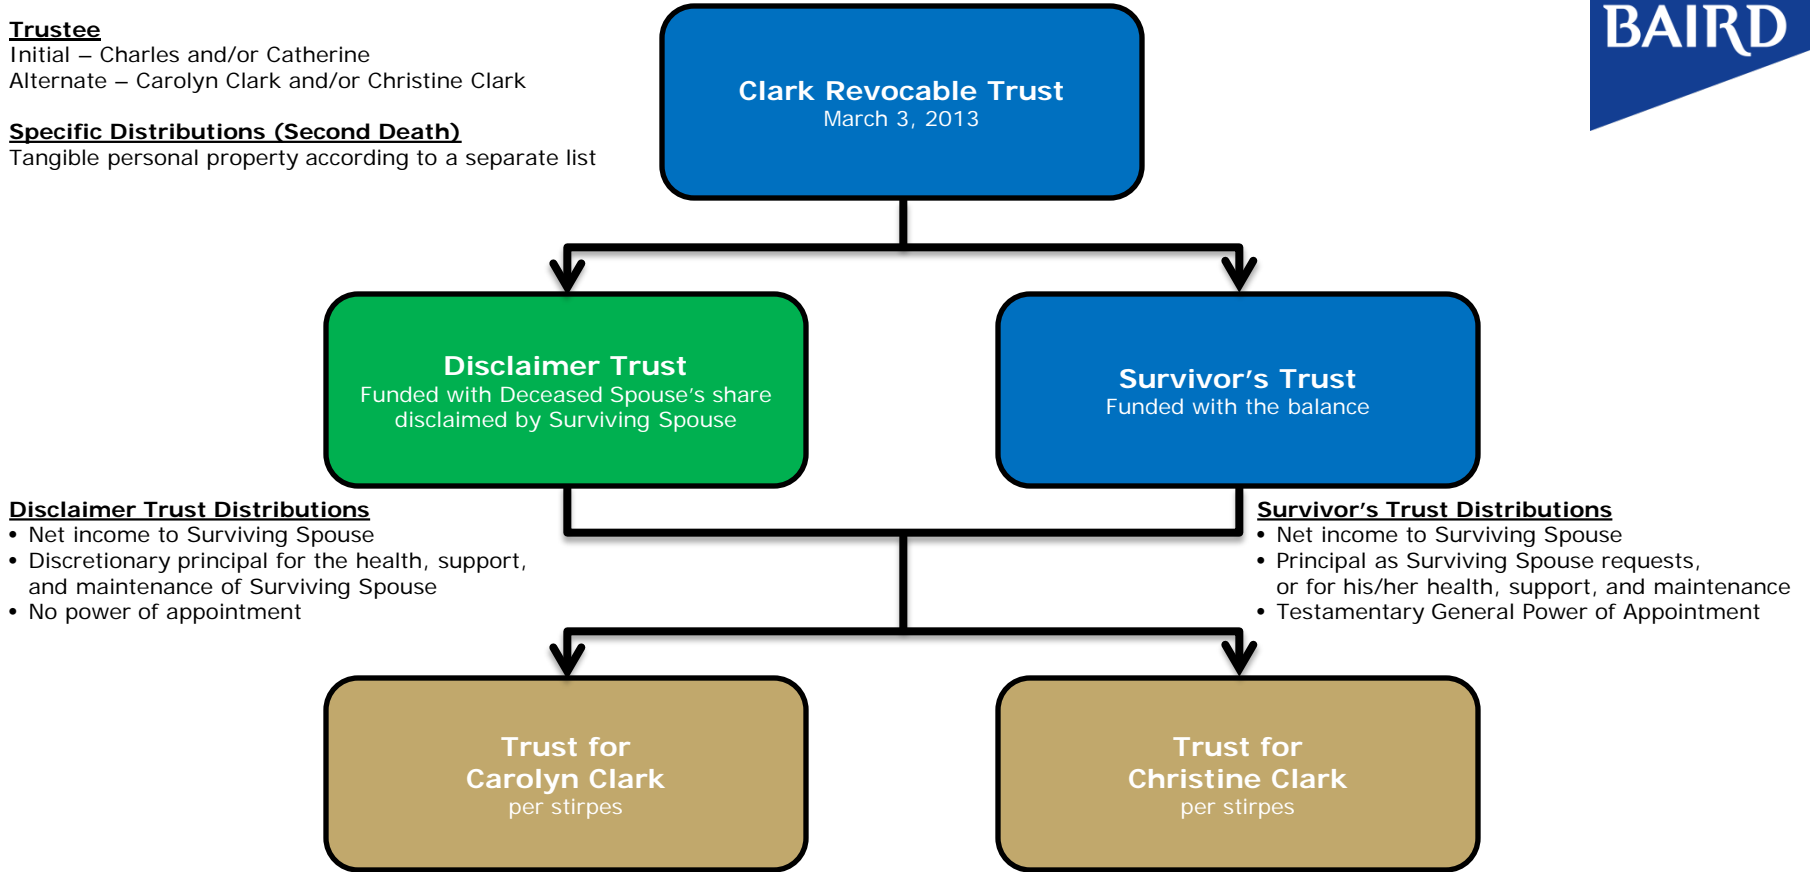 Trustee
Initial – Charles and/or Catherine
Alternate – Carolyn Clark and/or Christine Clark
Specific Distributions (Second Death)
Tangible personal property according to a separate list
Clark Revocable Trust
March 3, 2013
BAIRD
Disclaimer Trust
Funded with Deceased Spouse’s share
disclaimed by Surviving Spouse
Survivor’s Trust
Funded with the balance
Disclaimer Trust Distributions
• Net income to Surviving Spouse
• Discretionary principal for the health, support,
and maintenance of Surviving Spouse
• No power of appointment
Survivor’s Trust Distributions
• Net income to Surviving Spouse
• Principal as Surviving Spouse requests,
or for his/her health, support, and maintenance
• Testamentary General Power of Appointment
Trust for
Carolyn Clark
per stirpes
Trust for
Christine Clark
per stirpes